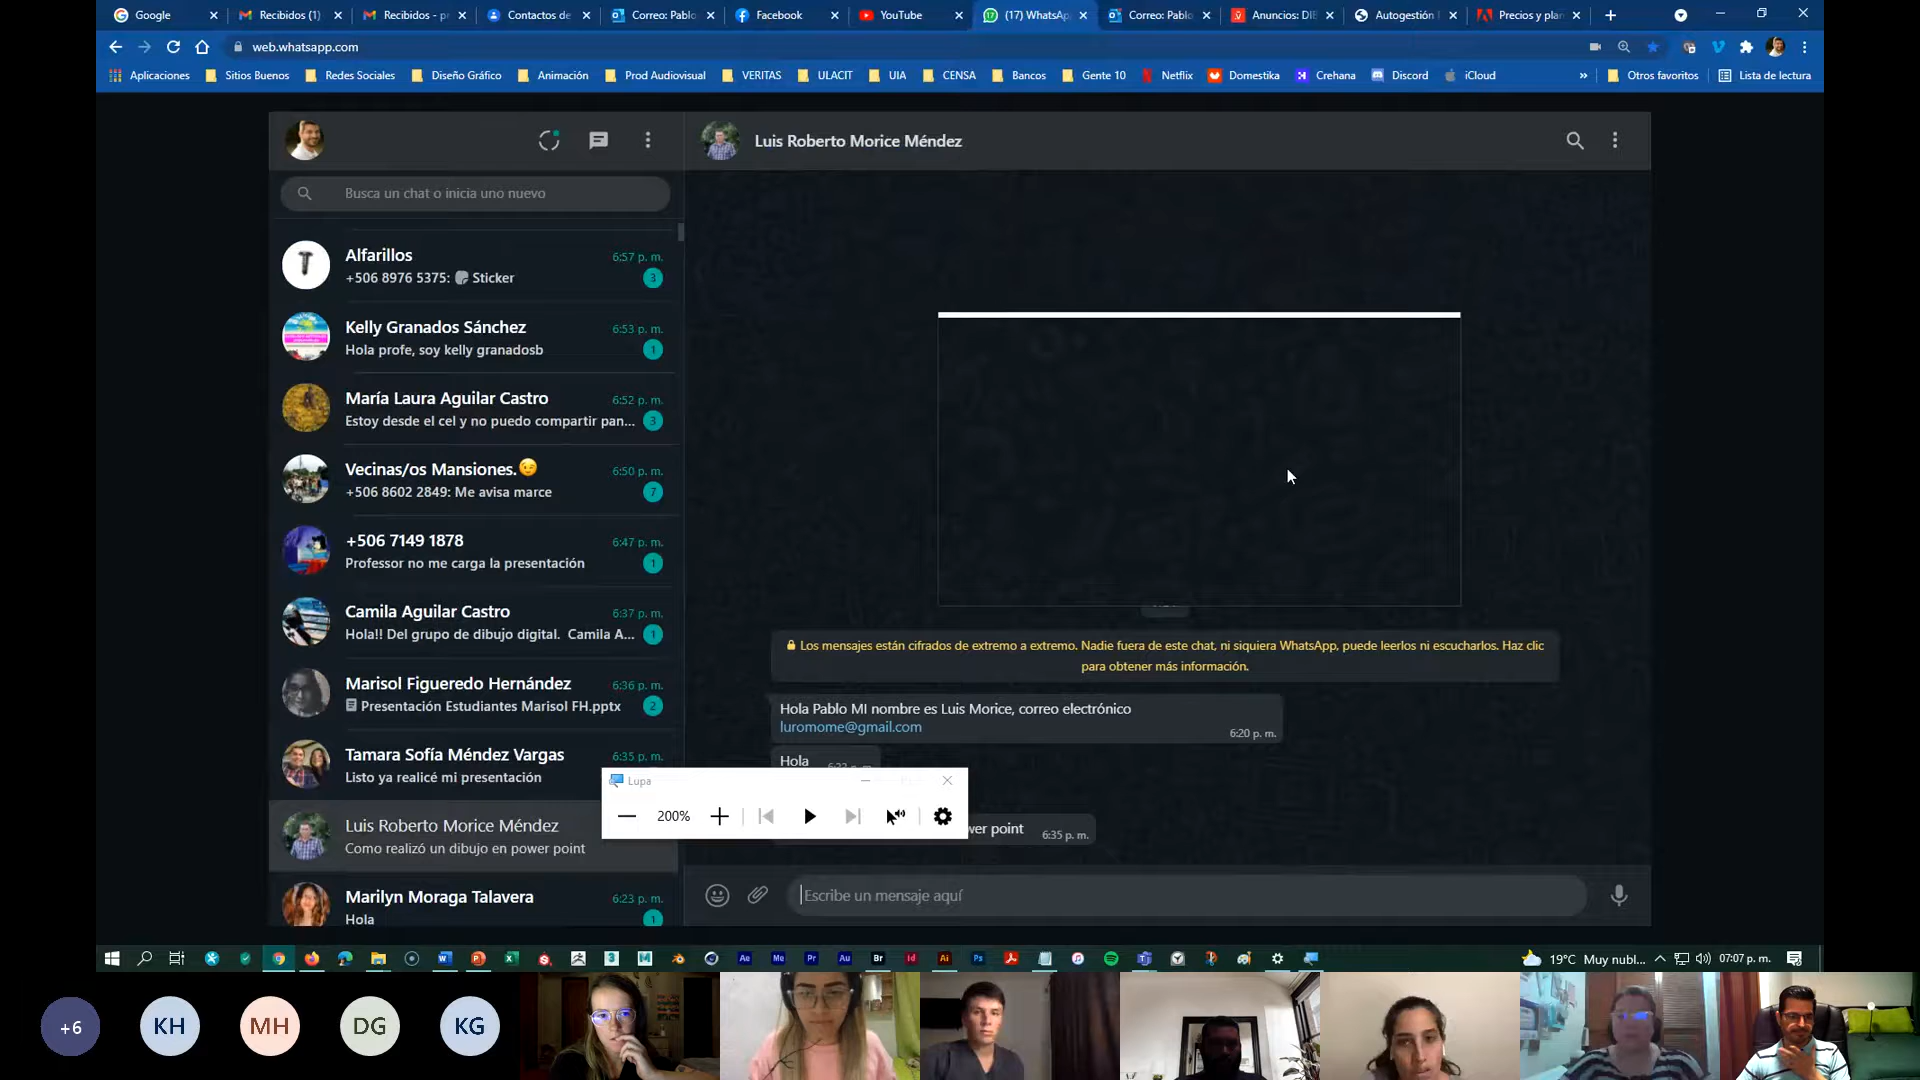 Google
Recibidos (1)
Recibidos - p
Contactos de
Correo: Pablo
Facebook
YouTube
(17) WhatsAp
Correo: Pablo
Anuncios: DI
Autogestión
Precios y plan
web.whatsapp.com
Aplicaciones
Sitios Buenos
Redes Sociales
Diseño Gráfico
Animación
Prod Audiovisual
VERITAS
ULACIT
UIA
CENSA
Bancos
Gente 10
Netflix
Domestika
Crehana
Discord
iCloud
»
Otros favoritos
Lista de lectura
Luis Roberto Morice Méndez
Busca un chat o inicia uno nuevo
Alfarillos
6:57 p. m.
+506 8976 5375: Sticker
3
Kelly Granados Sánchez
6:53 p. m.
Hola profe, soy kelly granadosb
1
María Laura Aguilar Castro
6:52 p. m.
Estoy desde el cel y no puedo compartir pan...
3
Vecinas/os Mansiones.😉
6:50 p. m.
+506 8602 2849: Me avisa marce
7
+506 7149 1878
6:47 p. m.
Professor no me carga la presentación
1
Camila Aguilar Castro
6:37 p. m.
Hola!! Del grupo de dibujo digital. Camila A...
1
Marisol Figueredo Hernández
6:36 p. m.
Presentación Estudiantes Marisol FH.pptx
2
Tamara Sofía Méndez Vargas
6:35 p. m.
Listo ya realicé mi presentación
Luis Roberto Morice Méndez
Como realizó un dibujo en power point
Marilyn Moraga Talavera
6:23 p. m.
Hola
1
Los mensajes están cifrados de extremo a extremo. Nadie fuera de este chat, ni siquiera WhatsApp, puede leerlos ni escucharlos. Haz clic
para obtener más información.
Hola Pablo MI nombre es Luis Morice, correo electrónico
luromome@gmail.com
6:20 p. m.
Hola
wer point
6:35 p. m.
Lupa
200%
Escribe un mensaje aquí
19°C Muy nubl...
07:07 p. m.
+6
KH
MH
DG
KG